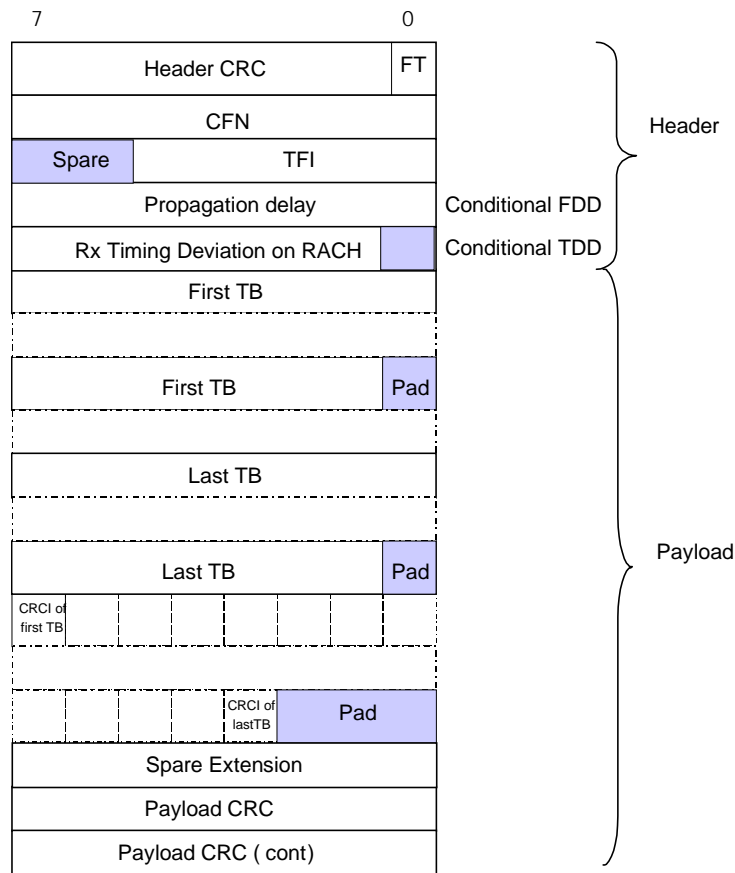 7 0
Header CRC FT
CFN
Header
Spare TFI
Propagation delay Conditional FDD
Rx Timing Deviation on RACH Conditional TDD
First TB
First TB Pad
Last TB
Payload
Last TB Pad
CRCI of
first TB
CRCI of
lastTB
Pad
Spare Extension
Payload CRC
Payload CRC ( cont)